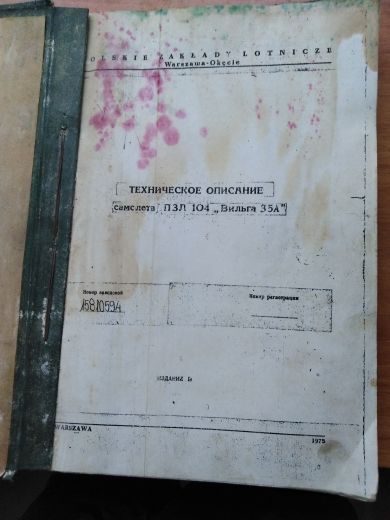 POLSKIE ZAKŁADY LOTNICZE
Warszawa-Okęcie
ТЕХНИЧЕСКОЕ ОПИСАНИЕ
самолета ПЗЛ 104 „Вильга 35А"
Номер заводской
Номер регистрации
15810594
ИЗДАНИЕ
WARSZAWA
1975